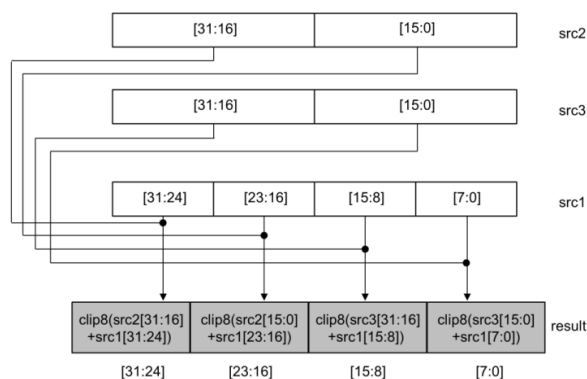 [31:16] [15:0] src2
[31:16] [15:0] src3
[31:24] [23:16] [15:8] [7:0] src1
clip8(src2[31:16] clip8(src2[15:0] clip8(src3[31:16] clip8(src3[15:0]
+src1[31:24]) +src1[23:16]) +src1[15:8]) +src1[7:0]) result
[31:24] [23:16] [15:8] [7:0]